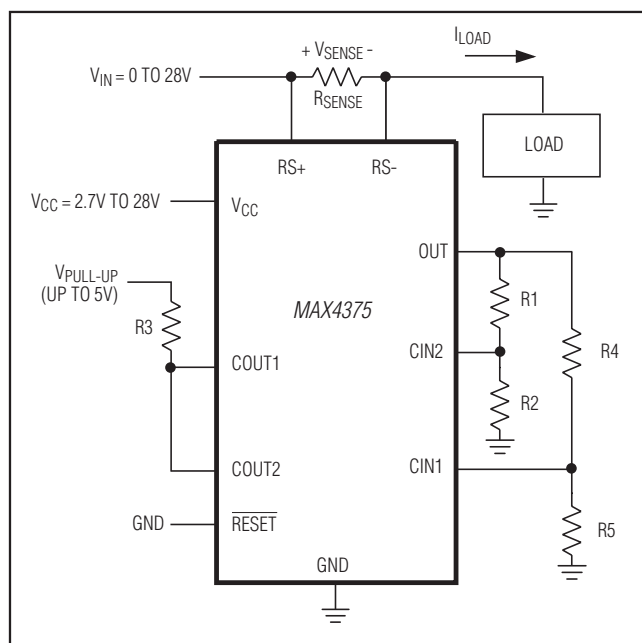 + VSENSE -
ILOAD
VIN = 0 TO 28V
RSENSE
LOAD
RS+ RS-
VCC = 2.7V TO 28V
VCC
OUT
VPULL-UP
(UP TO 5V)
R1
MAX4375
R3
R4
COUT1
CIN2
R2
COUT2
CIN1
GND
RESET
R5
GND